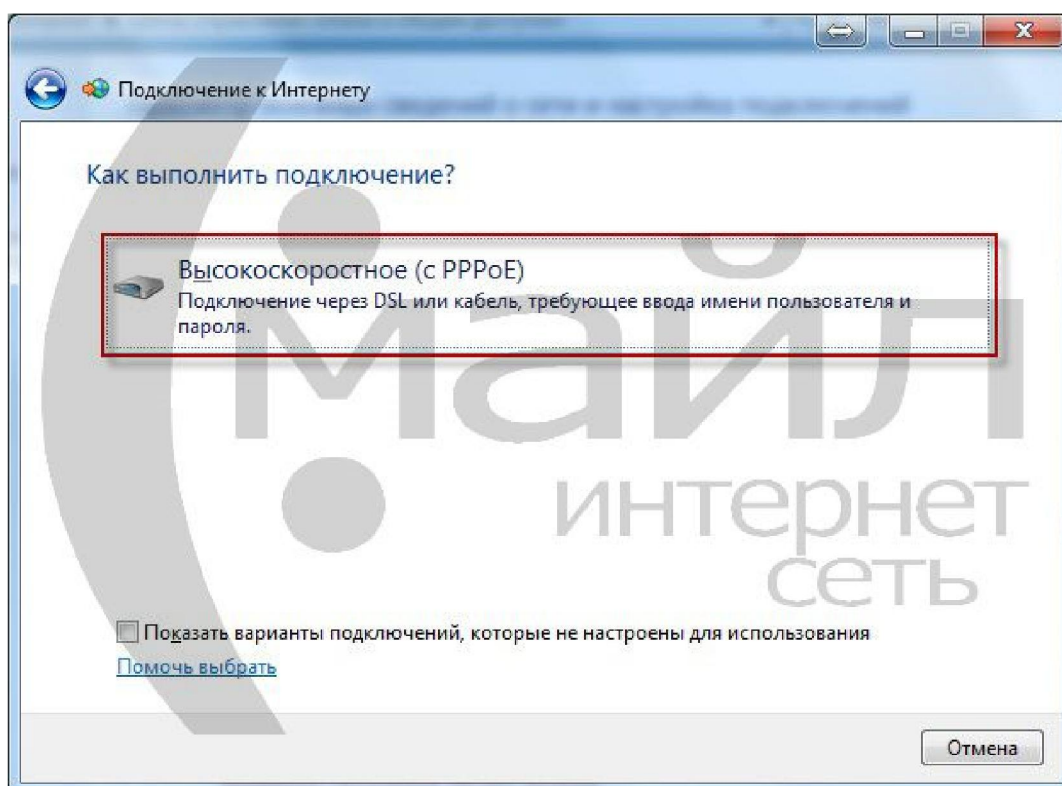 Подключение к Интернету
Как выполнить подключение?
Высокоскоростное (с PPPoE)
Подключение через DSL или кабель, требующее ввода имени пользователя и
пароля.
майл
интернет
сеть
Показать варианты подключений, которые не настроены для использования
Помочь выбрать
Отмена